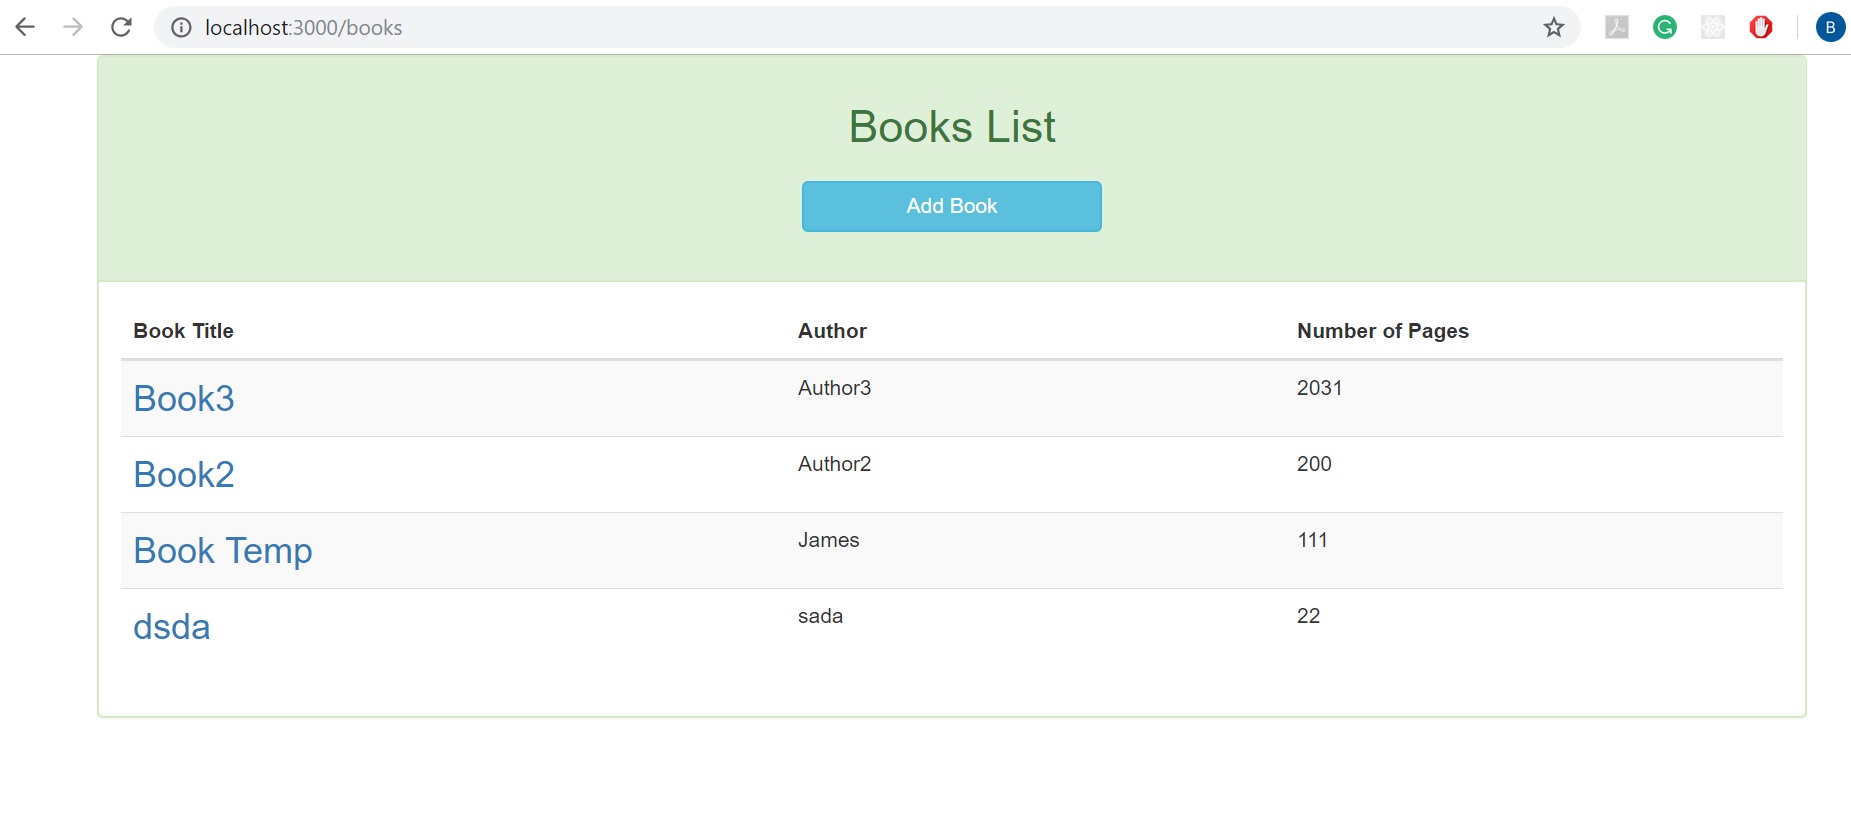 localhost:3000/books
B
Books List
Add Book
Book Title Author Number of Pages
Book3 Author3 2031
Book2 Author2 200
Book Temp James 111
dsda sada 22